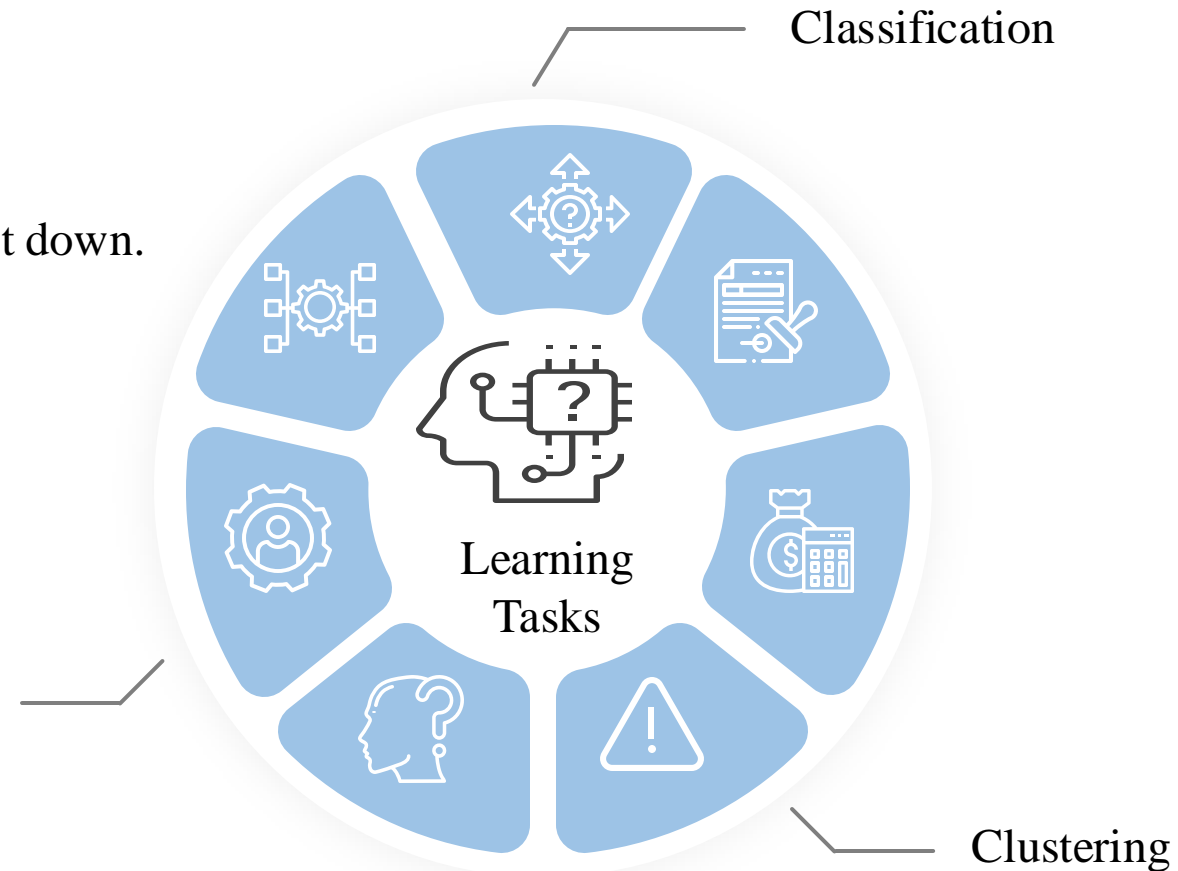 Classification
t down.
?
?
$
Learning
Tasks
Clustering